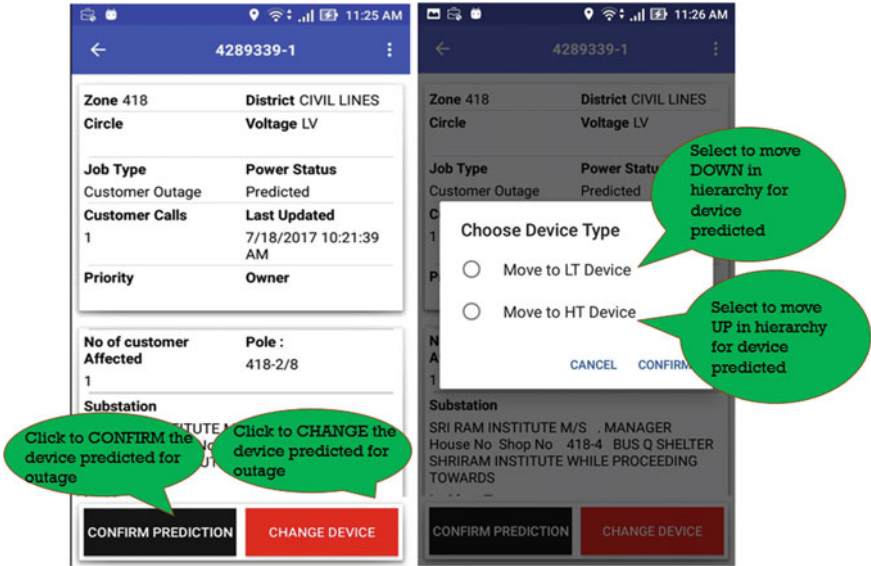 11:25 AM
4289339-1
Zone 418
District CIVIL LINES
Circle
Voltage LV
Job Type
Power Status
Customer Outage
Predicted
Customer Calls
Last Updated
1
7/18/2017 10:21:39
AM
Priority
Owner
No of customer
Affected
Pole :
1
418-2/8
Substation
Click to CONFIRM the
device predicted for
outage
Click to CHANGE the
device predicted for
outage
CONFIRM PREDICTION
CHANGE DEVICE
11:26 AM
4289339-1
Zone 418
District CIVIL LINES
Circle
Voltage LV
Job Type
Power Statu
Customer Outage
Predicted
1
Choose Device Type
Move to LT Device
Move to HT Device
CANCEL
CONFIRM
Select to move
DOWN in
hierarchy for
device
predicted
Select to move
UP in hierarchy
for device
predicted
1
Substation
SRI RAM INSTITUTE M/S . MANAGER
House No Shop No 418-4 BUS Q SHELTER
SHRIRAM INSTITUTE WHILE PROCEEDING
TOWARDS
CONFIRM PREDICTION
CHANGE DEVICE